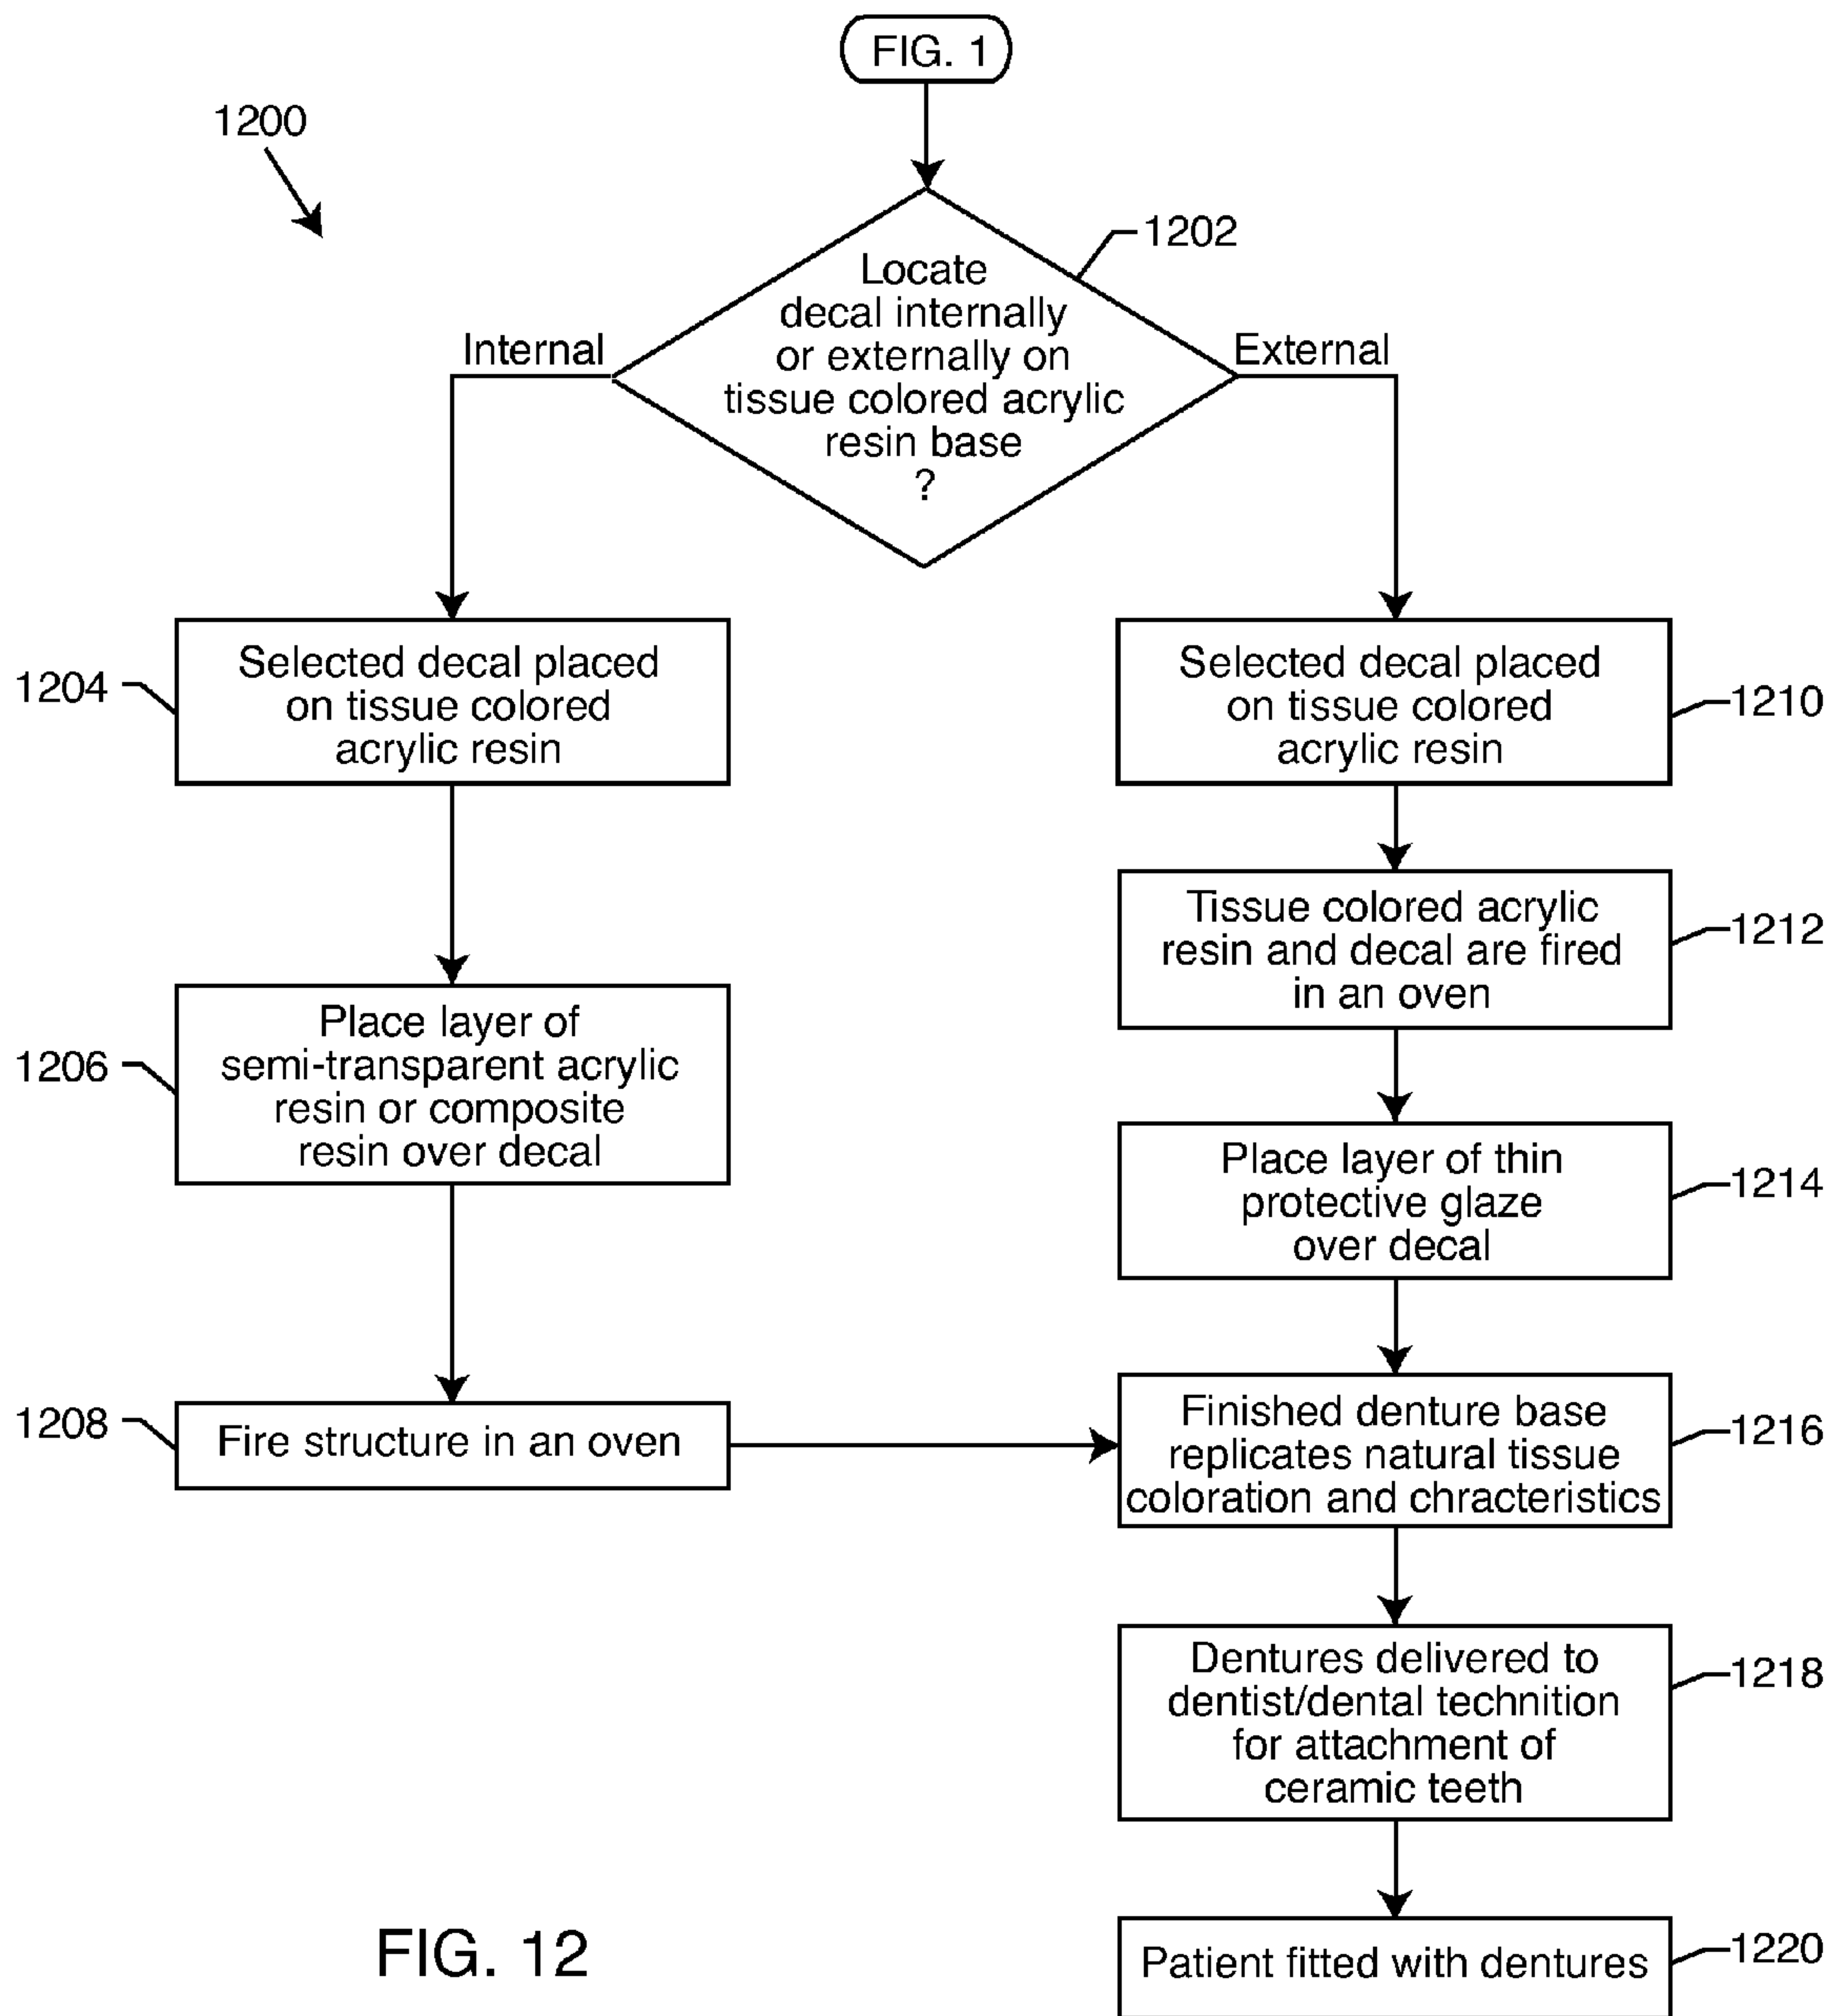 FIG. 1
1200
1202
Locate
decal internally
or externally on
tissue colored acrylic
resin base
?
Internal
External
1204
Selected decal placed
on tissue colored
acrylic resin
1206
Place layer of
semi-transparent acrylic
resin or composite
resin over decal
1208
Fire structure in an oven
Selected decal placed
on tissue colored
acrylic resin
1210
Tissue colored acrylic
resin and decal are fired
in an oven
1212
Place layer of thin
protective glaze
over decal
1214
Finished denture base
replicates natural tissue
coloration and chracteristics
1216
Dentures delivered to
dentist/dental technition
for attachment of
ceramic teeth
1218
Patient fitted with dentures
1220
FIG. 12